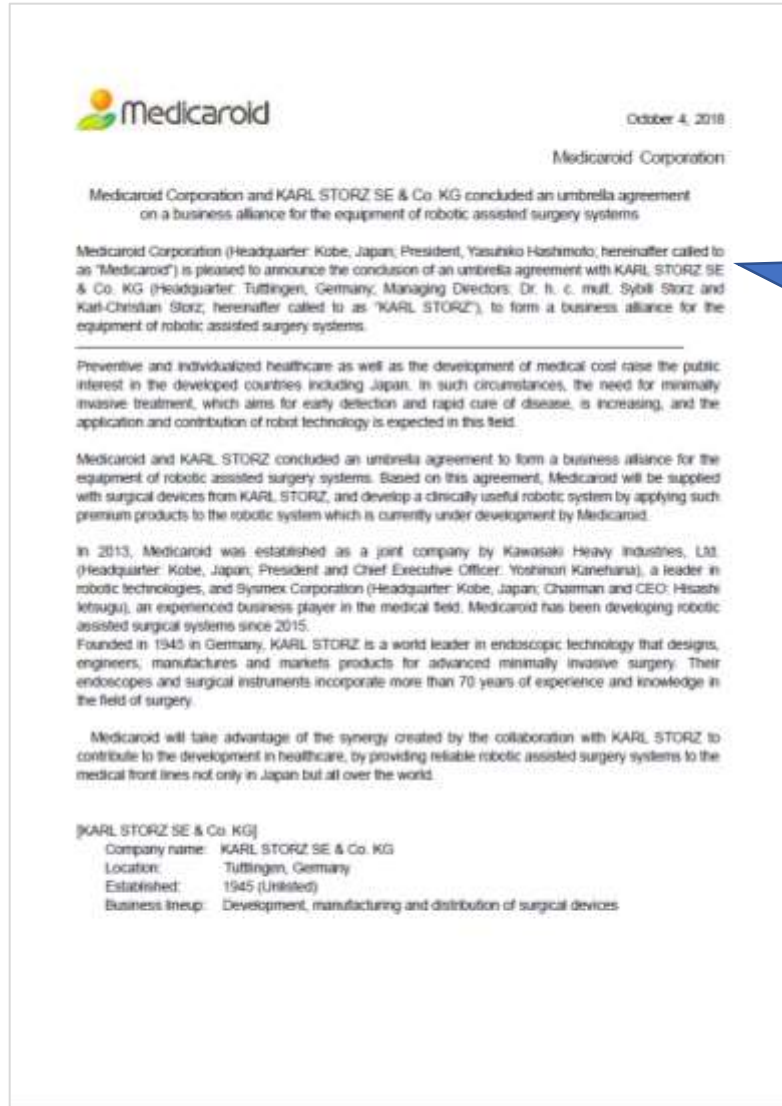 Medicaroid
October 4, 2018
Medicaroid Corporation
Medicaroid Corporation and KARL STORZ SE & Co. KG concluded an umbrella agreement
on a business alliance for the equipment of robotic assisted surgery systems
Medicaroid Corporation (Headquarter: Kobe, Japan; President, Yasuhiko Hashimoto; hereinafter called to
as "Medicaroid") is pleased to announce the conclusion of an umbrella agreement with KARL STORZ SE
& Co. KG (Headquarter: Tuttlingen, Germany; Managing Directors: Dr. h. c. mult. Sybill Storz and
Karl-Christian Storz; hereinafter called to as "KARL STORZ"), to form a business alliance for the
equipment of robotic assisted surgery systems.
Preventive and individualized healthcare as well as the development of medical cost raise the public
interest in the developed countries including Japan. In such circumstances, the need for minimally
invasive treatment, which aims for early detection and rapid cure of disease, is increasing, and the
application and contribution of robot technology is expected in this field.
Medicaroid and KARL STORZ concluded an umbrella agreement to form a business alliance for the
equipment of robotic assisted surgery systems. Based on this agreement, Medicaroid will be supplied
with surgical devices from KARL STORZ, and develop a clinically useful robotic system by applying such
premium products to the robotic system which is currently under development by Medicaroid.
In 2013, Medicaroid was established as a joint company by Kawasaki Heavy Industries, Ltd.
(Headquarter: Kobe, Japan; President and Chief Executive Officer: Yoshinori Kanehana), a leader in
robotic technologies, and Sysmex Corporation (Headquarter: Kobe, Japan; Chairman and CEO: Hisashi
Ietsugu), an experienced business player in the medical field. Medicaroid has been developing robotic
assisted surgical systems since 2015.
Founded in 1945 in Germany, KARL STORZ is a world leader in endoscopic technology that designs,
engineers, manufactures and markets products for advanced minimally invasive surgery. Their
endoscopes and surgical instruments incorporate more than 70 years of experience and knowledge in
the field of surgery.
Medicaroid will take advantage of the synergy created by the collaboration with KARL STORZ to
contribute to the development in healthcare, by providing reliable robotic assisted surgery systems to the
medical front lines not only in Japan but all over the world.
[KARL STORZ SE & Co. KG]
Company name: KARL STORZ SE & Co. KG
Location: Tuttlingen, Germany
Established: 1945 (Unlisted)
Business lineup: Development, manufacturing and distribution of surgical devices